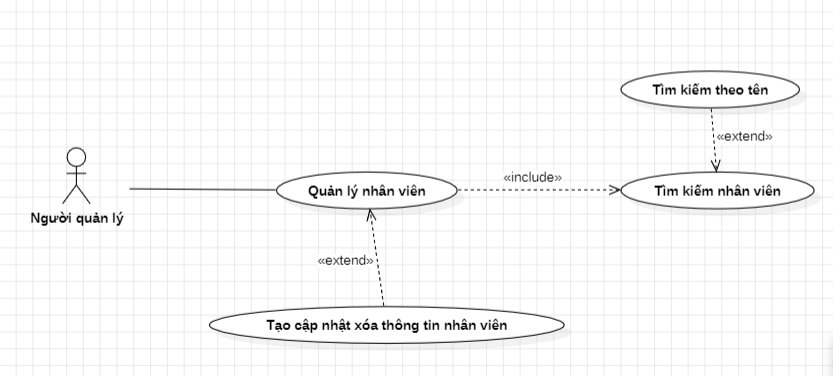 Tìm kiếm theo tên
«extend»
Người quản lý
Quản lý nhân viên
«include»
Tìm kiếm nhân viên
«extend»
Tạo cập nhật xóa thông tin nhân viên